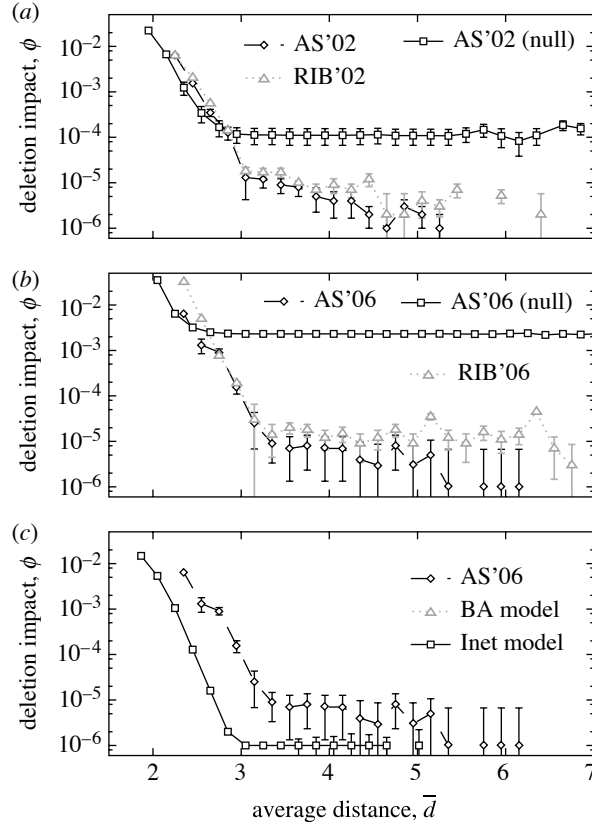 (a)
10⁻²
10⁻³
10⁻⁴
10⁻⁵
10⁻⁶
deletion impact, ϕ
AS’02
AS’02 (null)
RIB’02
(b)
10⁻²
10⁻³
10⁻⁴
10⁻⁵
10⁻⁶
deletion impact, ϕ
AS’06
AS’06 (null)
RIB’06
(c)
10⁻²
10⁻³
10⁻⁴
10⁻⁵
10⁻⁶
deletion impact, ϕ
AS’06
BA model
Inet model
2 3 4 5 6 7
average distance, d̅